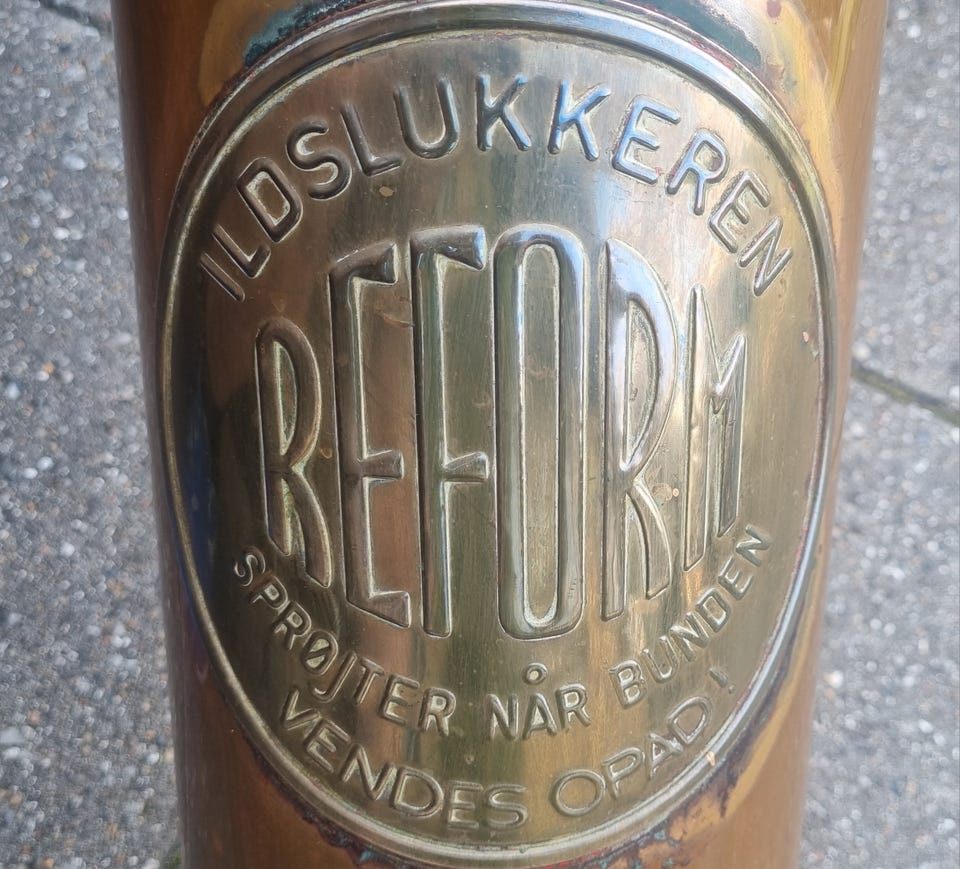 ILDSLUKKEREN
REFORM
SPRØJTER NÅR BUNDEN
VENDES OPAD!